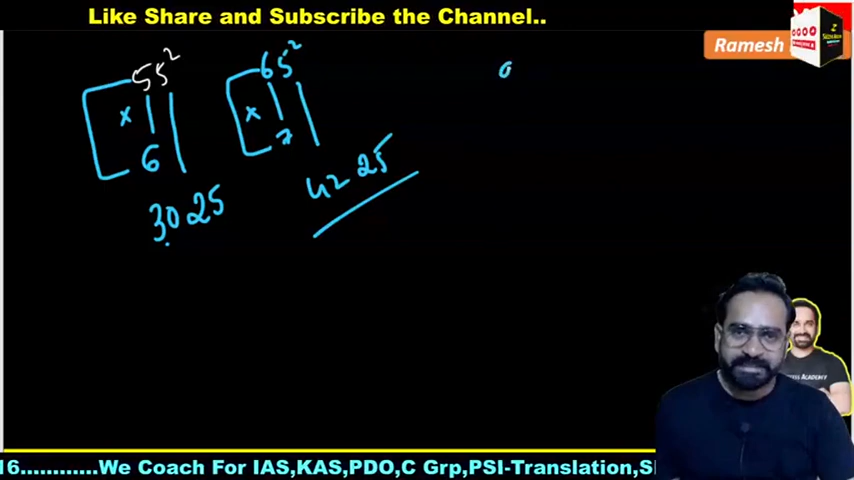 Like Share and Subscribe the Channel..
Ramesh
55² 65²
x x
6 7
3025 4225
ACADEMY
16............We Coach For IAS,KAS,PDO,C Grp,PSI-Translation,S